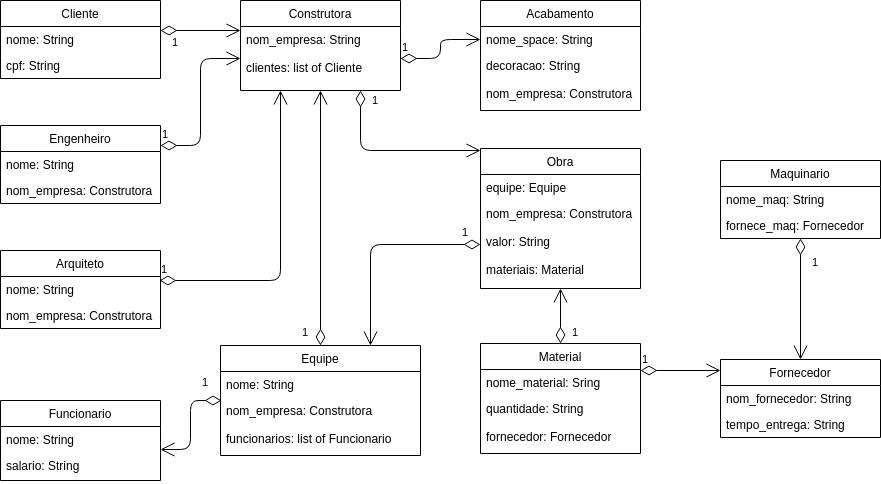 Cliente
nome: String
cpf: String
1
Construtora
nom_empresa: String
clientes: list of Cliente
1
1
Acabamento
nome_space: String
decoracao: String
nom_empresa: Construtora
Engenheiro
nome: String
nom_empresa: Construtora
1
Obra
equipe: Equipe
nom_empresa: Construtora
valor: String
materiais: Material
1
Maquinario
nome_maq: String
fornece_maq: Fornecedor
1
Arquiteto
nome: String
nom_empresa: Construtora
1
Equipe
nome: String
nom_empresa: Construtora
funcionarios: list of Funcionario
1
1
Material
nome_material: Sring
quantidade: String
fornecedor: Fornecedor
1
1
Fornecedor
nom_fornecedor: String
tempo_entrega: String
Funcionario
nome: String
salario: String